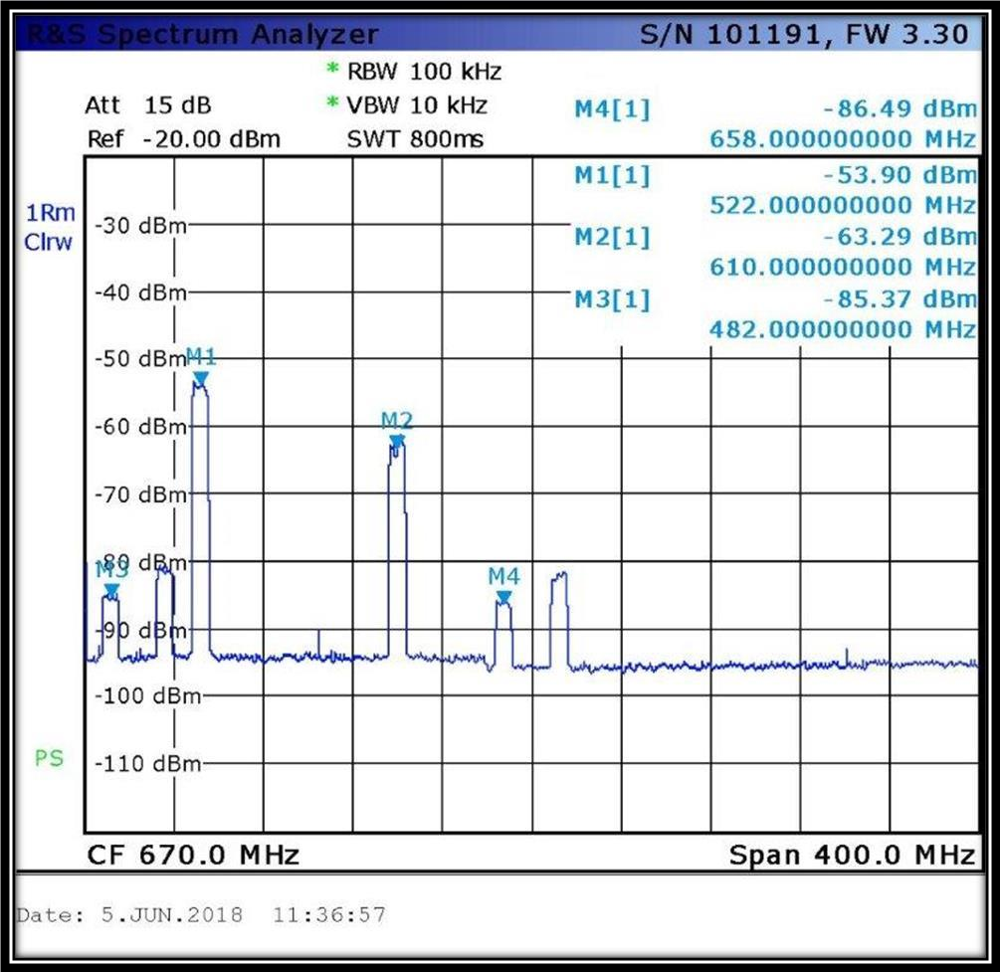 R&S Spectrum Analyzer S/N 101191, FW 3.30
* RBW 100 kHz
Att 15 dB * VBW 10 kHz
Ref -20.00 dBm SWT 800ms
M4[1] -86.49 dBm
658.000000000 MHz
M1[1] -53.90 dBm
522.000000000 MHz
M2[1] -63.29 dBm
610.000000000 MHz
M3[1] -85.37 dBm
482.000000000 MHz
1Rm
Clrw
-30 dBm
-40 dBm
-50 dBm
M1
-60 dBm
M2
-70 dBm
-80 dBm
M3
M4
-90 dBm
-100 dBm
PS
-110 dBm
CF 670.0 MHz Span 400.0 MHz
Date: 5.JUN.2018 11:36:57